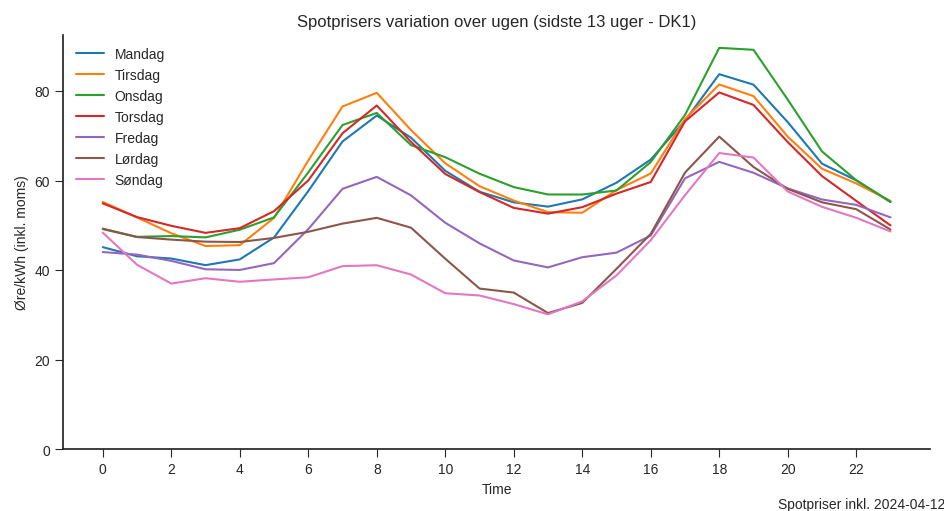 Spotprisers variation over ugen (sidste 13 uger - DK1)
Mandag
Tirsdag
Onsdag
Torsdag
Fredag
Lørdag
Søndag
Øre/kWh (inkl. moms)
80
60
40
20
0
0 2 4 6 8 10 12 14 16 18 20 22
Time
Spotpriser inkl. 2024-04-12